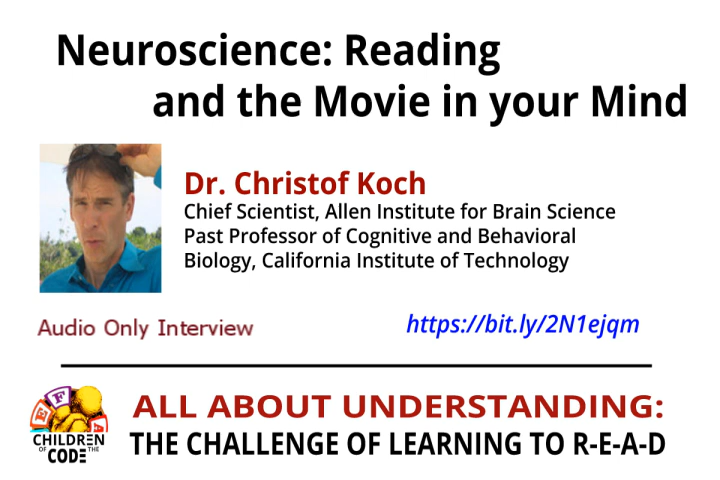 Neuroscience: Reading
and the Movie in your Mind
Dr. Christof Koch
Chief Scientist, Allen Institute for Brain Science
Past Professor of Cognitive and Behavioral
Biology, California Institute of Technology
Audio Only Interview
https://bit.ly/2N1ejqm
E F A
CHILDREN
OF CODE THE
ALL ABOUT UNDERSTANDING:
THE CHALLENGE OF LEARNING TO R-E-A-D